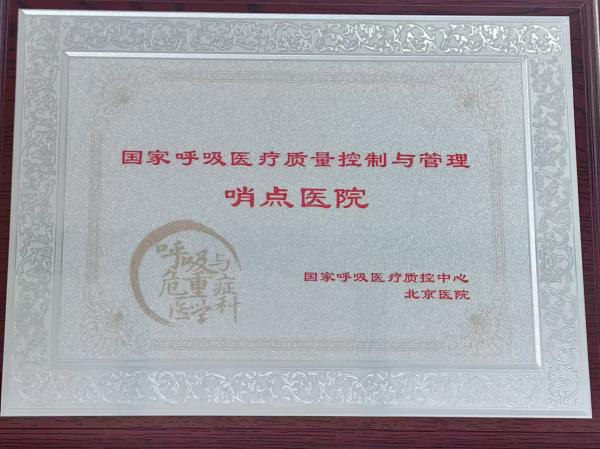 国家呼吸医疗质量控制与管理
哨点医院
呼吸与
危重症
医学科
国家呼吸医疗质控中心
北京医院